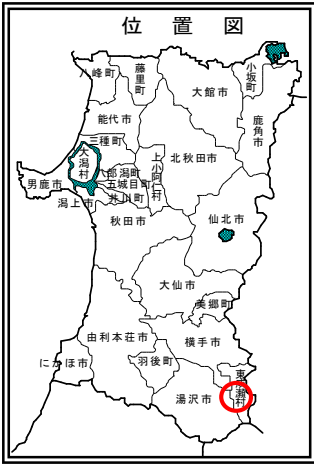 位置図
八峰町
藤里町
大館市
小坂町
鹿角市
能代市
三種町
大潟村
上小阿仁村
北秋田市
八郎潟町
五城目町
井川町
男鹿市
潟上市
秋田市
仙北市
大仙市
美郷町
由利本荘市
横手市
にかほ市
羽後町
湯沢市
東成瀬村